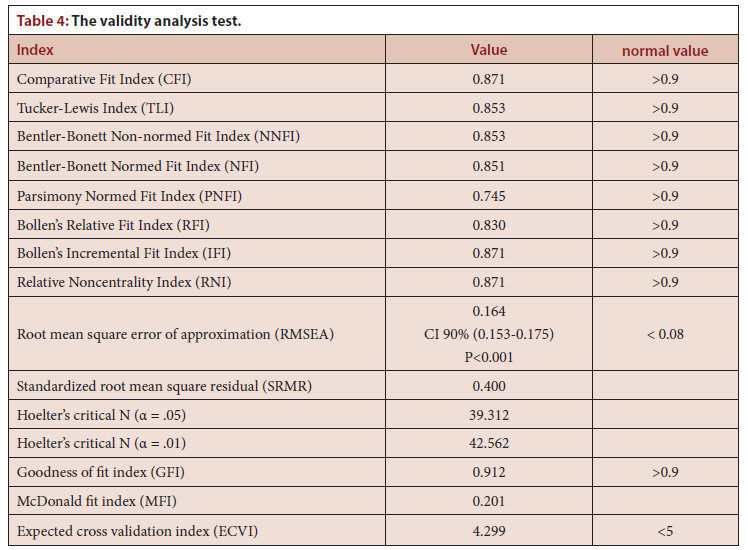 Table 4: The validity analysis test.
Index Value normal value
Comparative Fit Index (CFI) 0.871 >0.9
Tucker-Lewis Index (TLI) 0.853 >0.9
Bentler-Bonett Non-normed Fit Index (NNFI) 0.853 >0.9
Bentler-Bonett Normed Fit Index (NFI) 0.851 >0.9
Parsimony Normed Fit Index (PNFI) 0.745 >0.9
Bollen's Relative Fit Index (RFI) 0.830 >0.9
Bollen's Incremental Fit Index (IFI) 0.871 >0.9
Relative Noncentrality Index (RNI) 0.871 >0.9
0.164
Root mean square error of approximation (RMSEA) CI 90% (0.153-0.175) < 0.08
P<0.001
Standardized root mean square residual (SRMR) 0.400
Hoelter's critical N (α = .05) 39.312
Hoelter's critical N (α = .01) 42.562
Goodness of fit index (GFI) 0.912 >0.9
McDonald fit index (MFI) 0.201
Expected cross validation index (ECVI) 4.299 <5